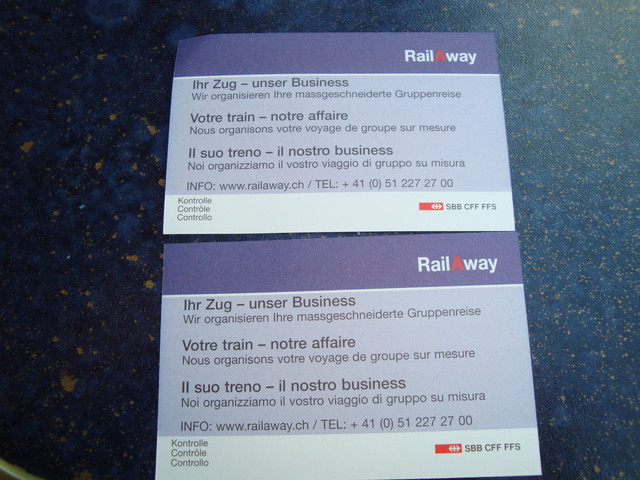 RailAway
Ihr Zug – unser Business
Wir organisieren Ihre massgeschneiderte Gruppenreise
Votre train – notre affaire
Nous organisons votre voyage de groupe sur mesure
Il suo treno – il nostro business
Noi organizziamo il vostro viaggio di gruppo su misura
INFO: www.railaway.ch / TEL: + 41 (0) 51 227 27 00
Kontrolle
Contrôle
Controllo
SBB CFF FFS
RailAway
Ihr Zug – unser Business
Wir organisieren Ihre massgeschneiderte Gruppenreise
Votre train – notre affaire
Nous organisons votre voyage de groupe sur mesure
Il suo treno – il nostro business
Noi organizziamo il vostro viaggio di gruppo su misura
INFO: www.railaway.ch / TEL: + 41 (0) 51 227 27 00
Kontrolle
Contrôle
Controllo
SBB CFF FFS